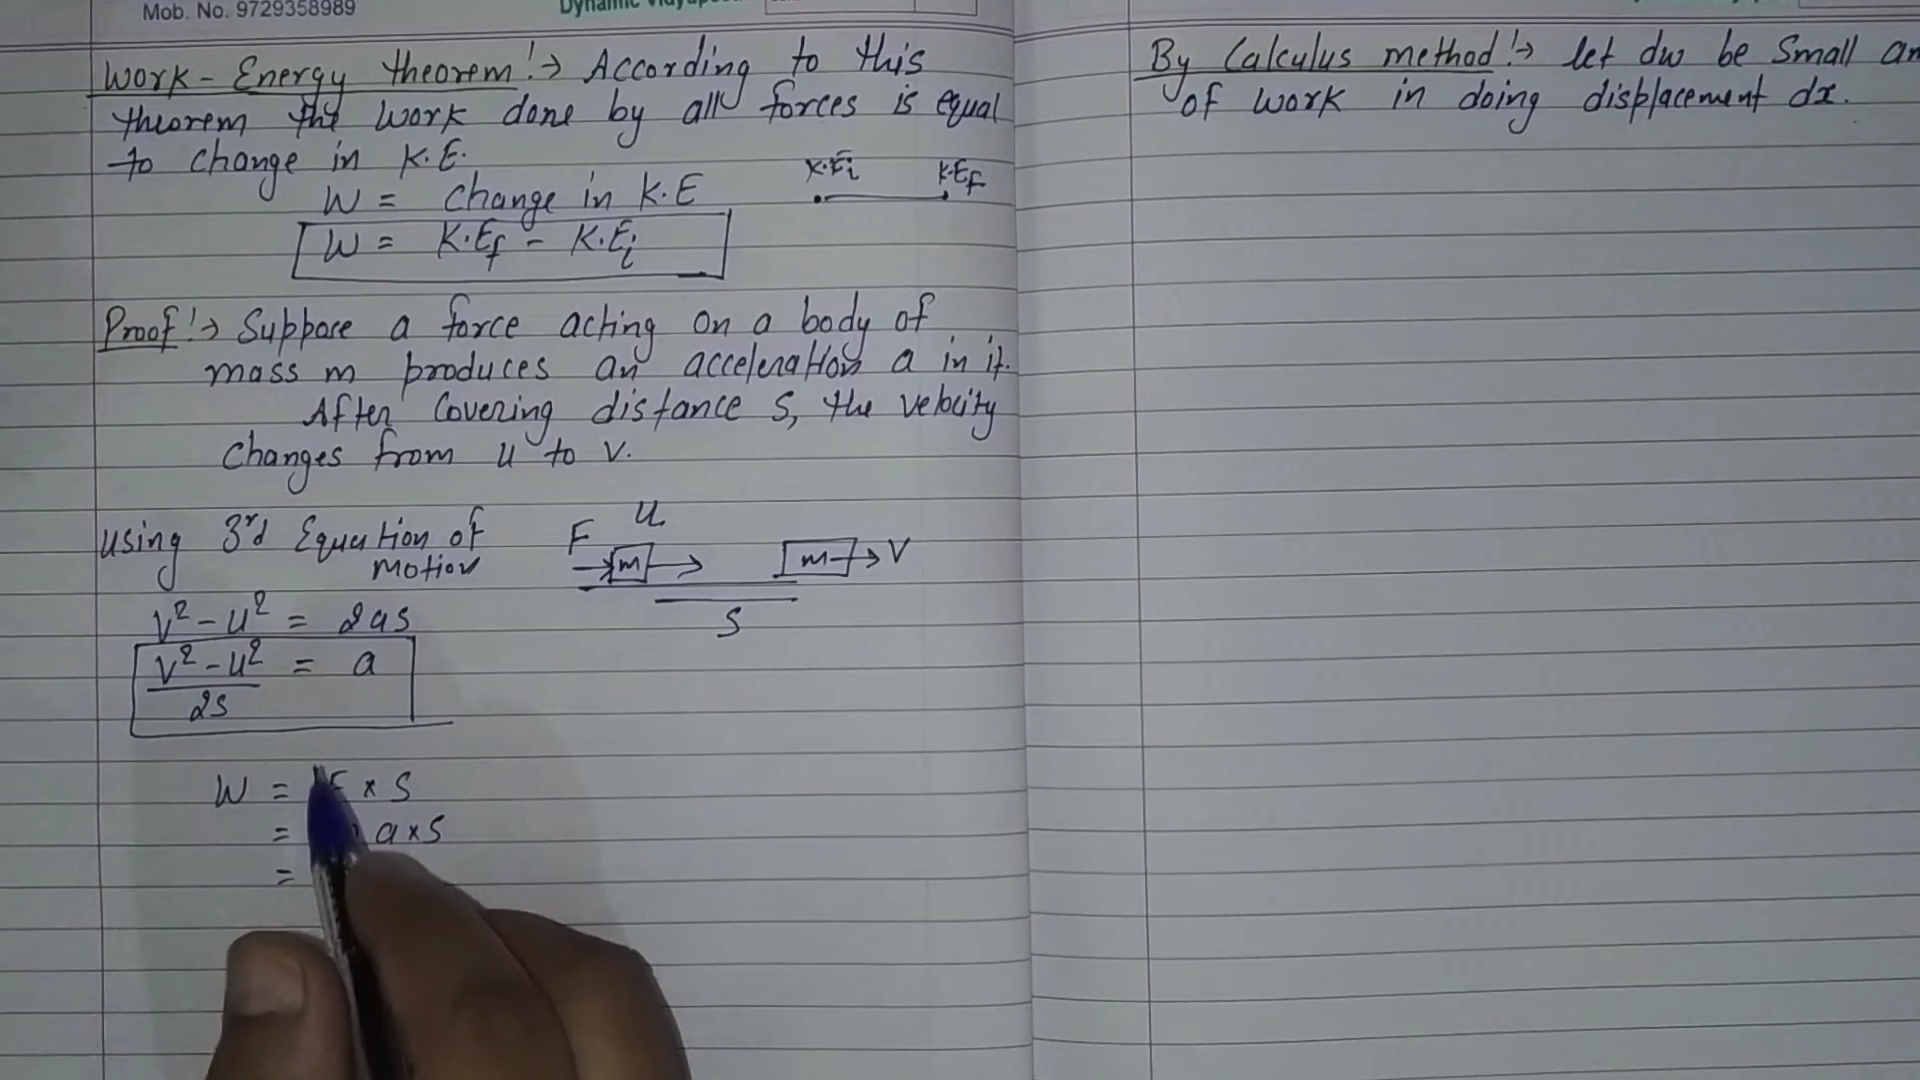 Mob. No. 9729358989
Dynamic
Work-Energy theorem :→ According to this
theorem the work done by all forces is equal
to change in K.E.
K.Ei K.Ef
W = change in K.E
W = K.Ef - K.Ei
Proof :→ Suppose a force acting on a body of
mass m produces an acceleration a in it.
After Covering distance S, the velocity
changes from u to v.
using 3rd Equation of
motion
F u
m m V
S
v² - u² = 2as
v² - u² = a
2s
W = F × S
= a × S
=
By Calculus method :→ let dw be Small
of work in doing displacement dx.